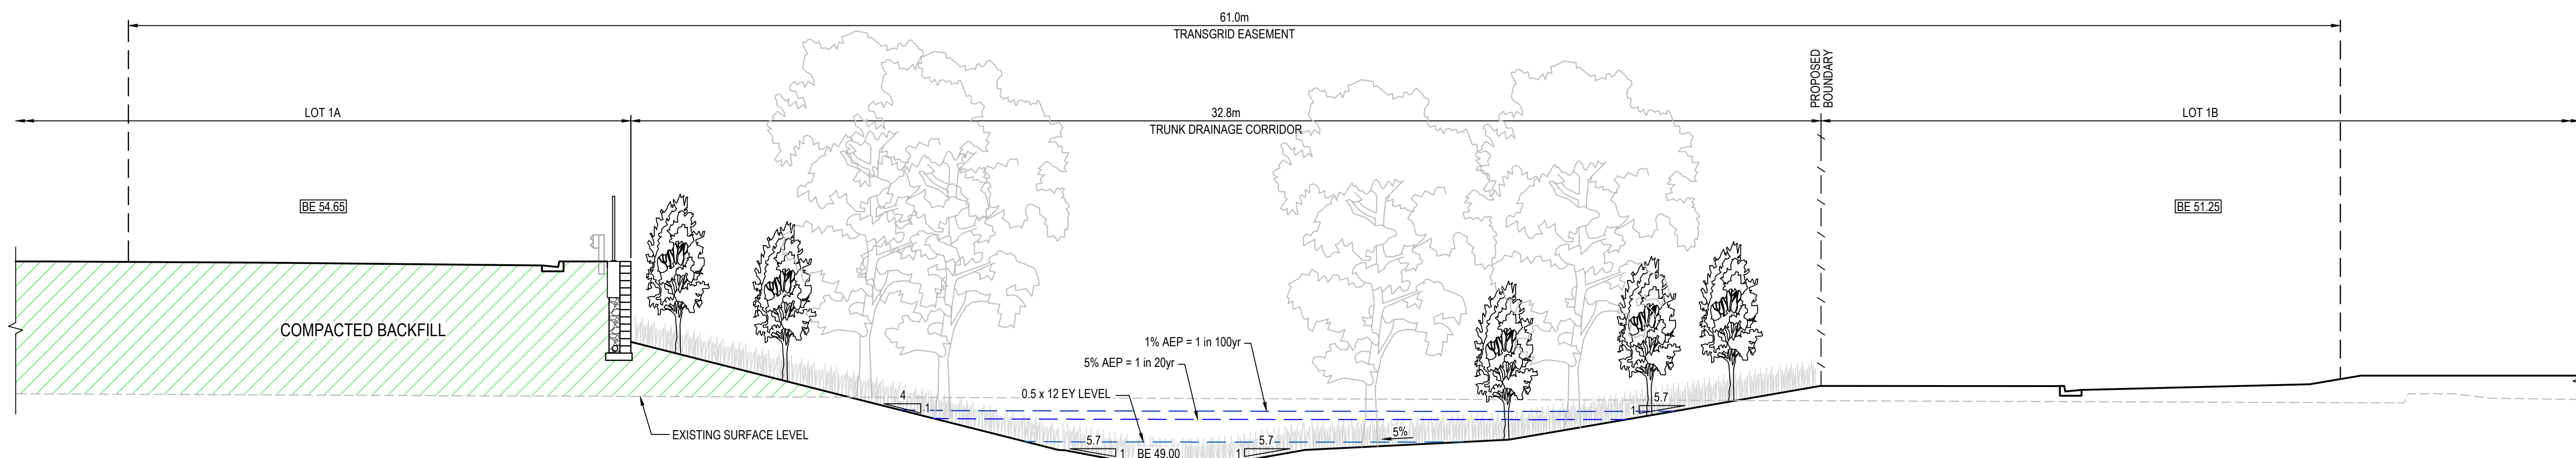 61.0m
TRANSGRID EASEMENT
PROPOSED
BOUNDARY
LOT 1A
32.8m
TRUNK DRAINAGE CORRIDOR
LOT 1B
BE 54.65
BE 51.25
COMPACTED BACKFILL
1% AEP = 1 in 100yr
5% AEP = 1 in 20yr
0.5 x 12 EY LEVEL
4
1
5.7
1
EXISTING SURFACE LEVEL
5.7
1
BE 49.00
5.7
1
5%